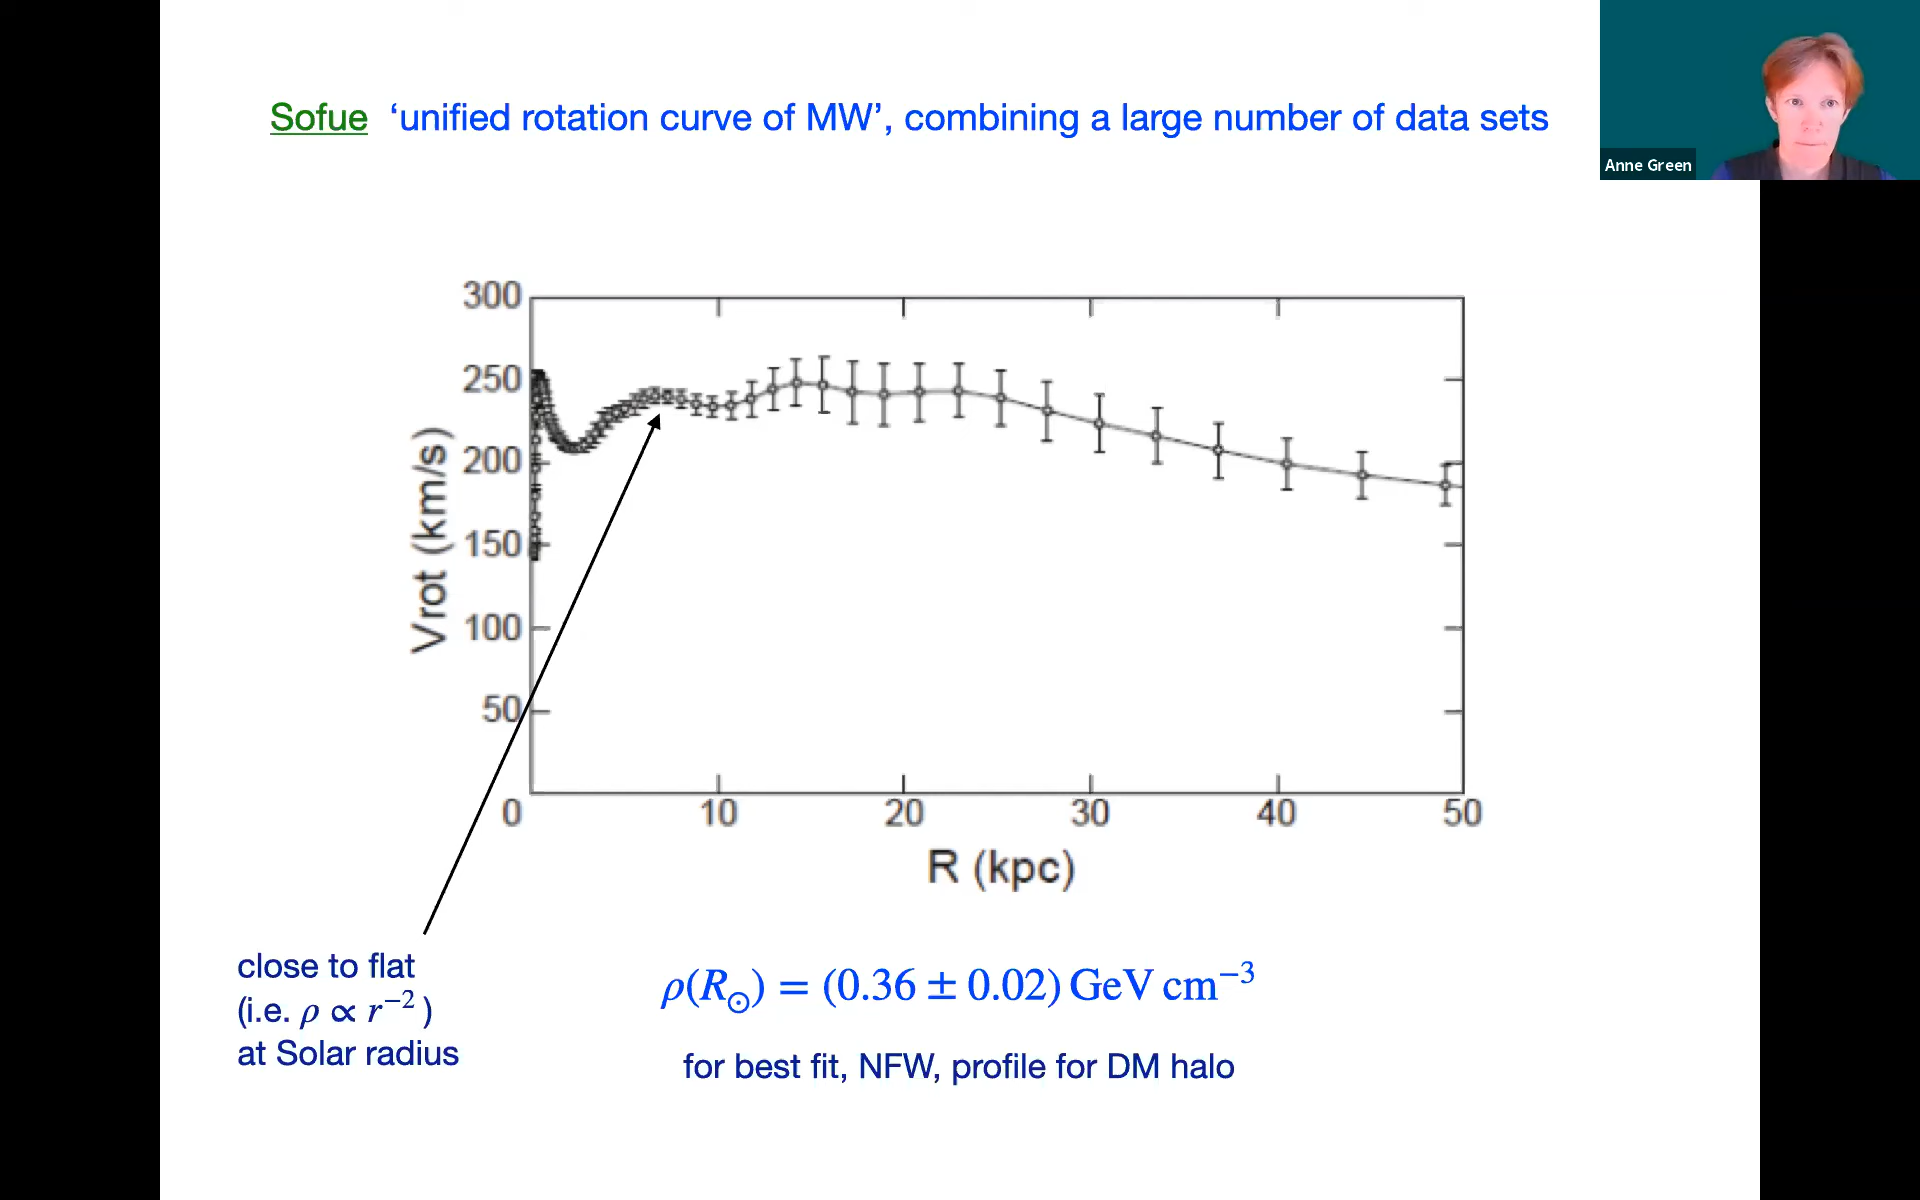 Sofue ‘unified rotation curve of MW’, combining a large number of data sets
Anne Green
300
250
200
150
100
50
0
10
20
30
40
50
Vrot (km/s)
R (kpc)
close to flat
(i.e. ρ ∝ r⁻² )
at Solar radius
ρ(R⊙) = (0.36 ± 0.02) GeV cm⁻³
for best fit, NFW, profile for DM halo